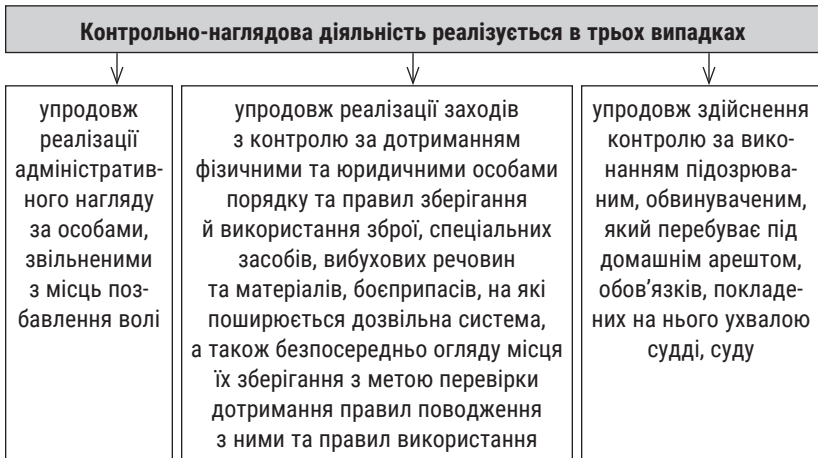 Контрольно-наглядова діяльність реалізується в трьох випадках
упродовж
реалізації
адміністратив-
ного нагляду
за особами,
звільненими
з місць поз-
бавлення волі
упродовж реалізації заходів
з контролю за дотриманням
фізичними та юридичними особами
порядку та правил зберігання
й використання зброї, спеціальних
засобів, вибухових речовин
та матеріалів, боєприпасів, на які
поширюється дозвільна система,
а також безпосередньо огляду місця
їх зберігання з метою перевірки
дотримання правил поводження
з ними та правил використання
упродовж здійснення
контролю за вико-
нанням підозрюва-
ним, обвинуваченим,
який перебуває під
домашнім арештом,
обов’язків, покладе-
них на нього ухвалою
судді, суду